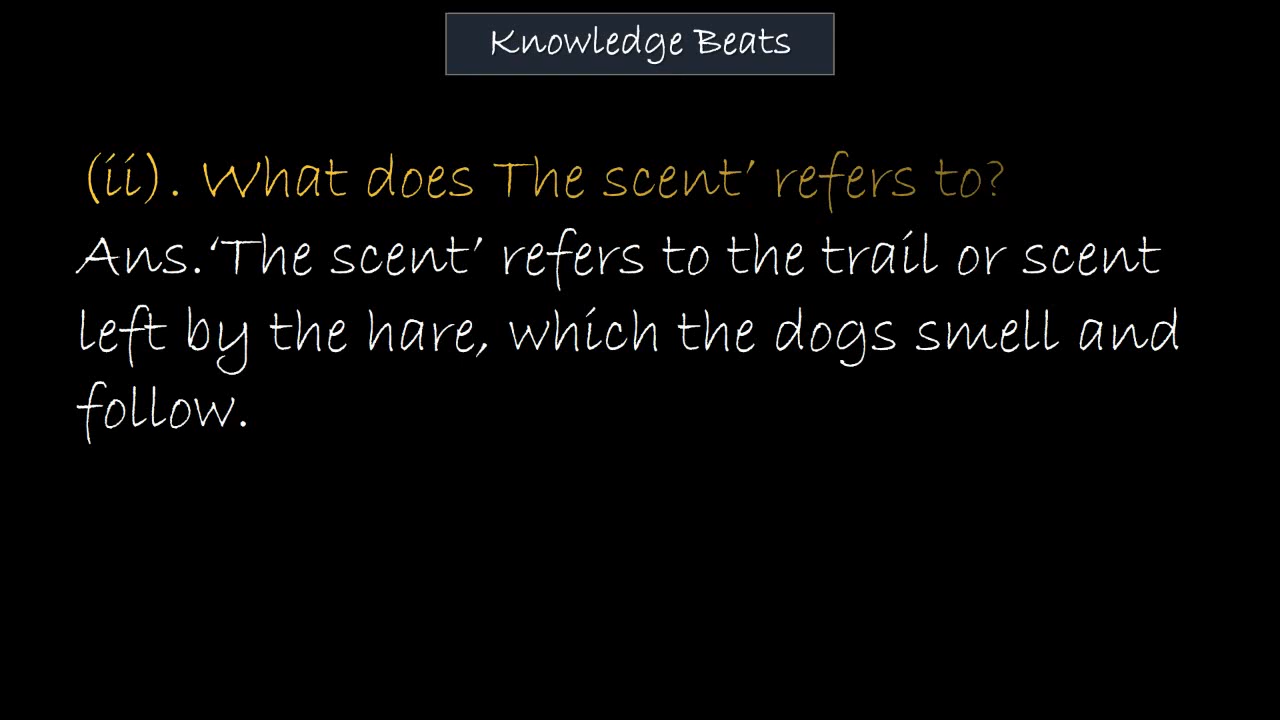 Knowledge Beats
(ii). What does The scent’ refers to?
Ans.‘The scent’ refers to the trail or scent
left by the hare, which the dogs smell and
follow.